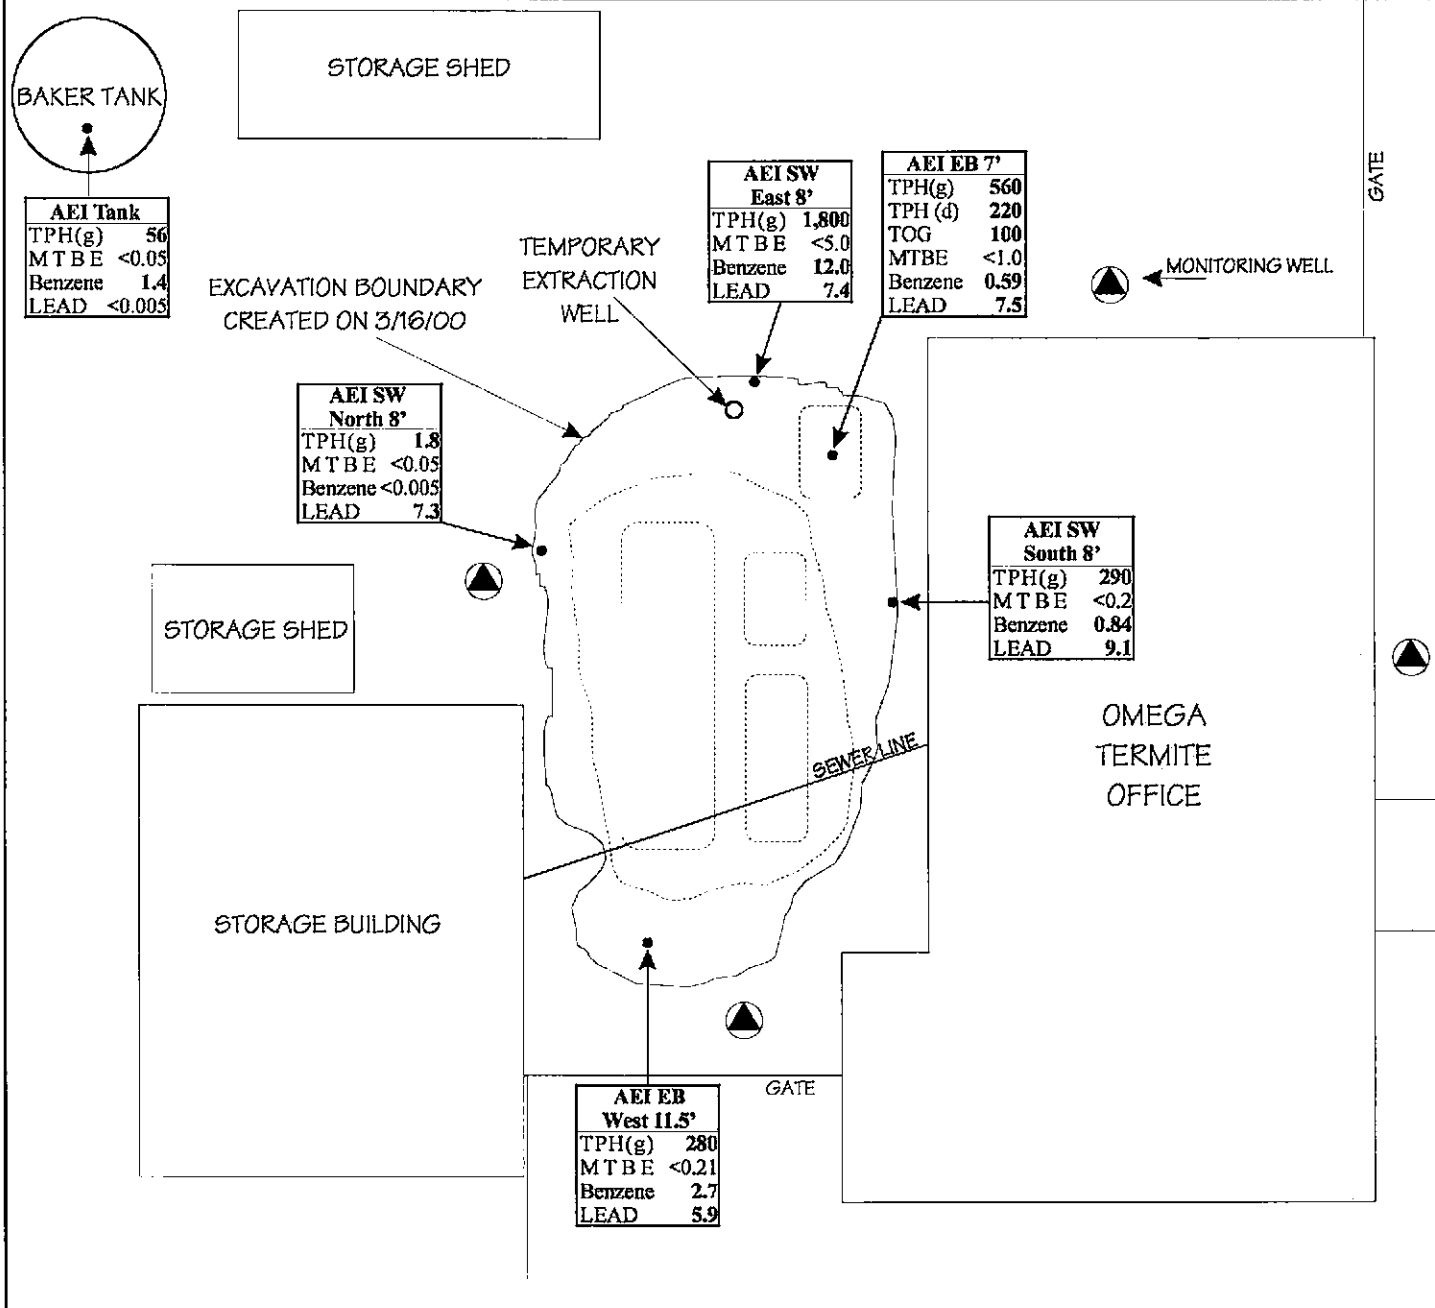 STORAGE SHED
BAKER TANK
AEI Tank
TPH(g) 56
MTBE <0.05
Benzene 1.4
LEAD <0.005
EXCAVATION BOUNDARY
CREATED ON 3/16/00
TEMPORARY
EXTRACTION
WELL
AEI SW
East 8'
TPH(g) 1,800
MTBE <5.0
Benzene 12.0
LEAD 7.4
AEI EB 7'
TPH(g) 560
TPH (d) 220
TOG 100
MTBE <1.0
Benzene 0.59
LEAD 7.5
GATE
MONITORING WELL
AEI SW
North 8'
TPH(g) 1.8
MTBE <0.05
Benzene <0.005
LEAD 7.3
AEI SW
South 8'
TPH(g) 290
MTBE <0.2
Benzene 0.84
LEAD 9.1
STORAGE SHED
SEWER LINE
OMEGA
TERMITE
OFFICE
STORAGE BUILDING
GATE
AEI EB
West 11.5'
TPH(g) 280
MTBE <0.21
Benzene 2.7
LEAD 5.9